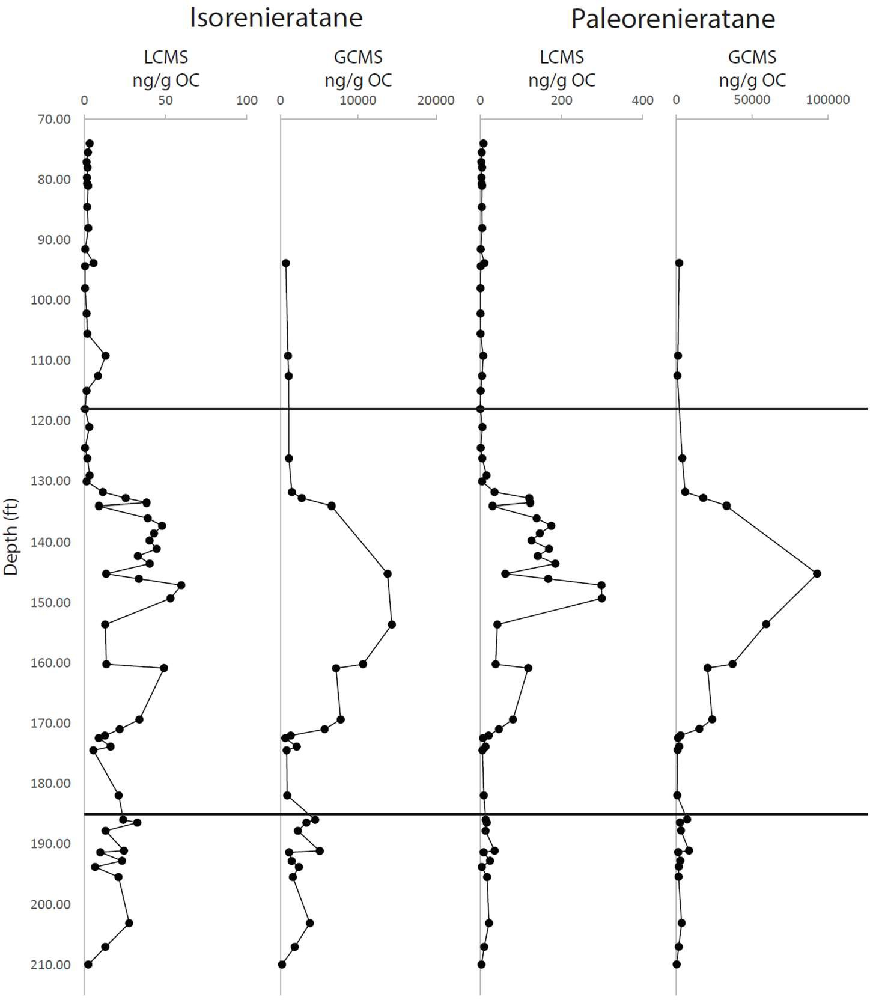 Isorenieratane
Paleorenieratane
LCMS
ng/g OC
GCMS
ng/g OC
LCMS
ng/g OC
GCMS
ng/g OC
0 50 100
0 10000 20000
0 200 400
0 50000 100000
Depth (ft)
70.00
80.00
90.00
100.00
110.00
120.00
130.00
140.00
150.00
160.00
170.00
180.00
190.00
200.00
210.00